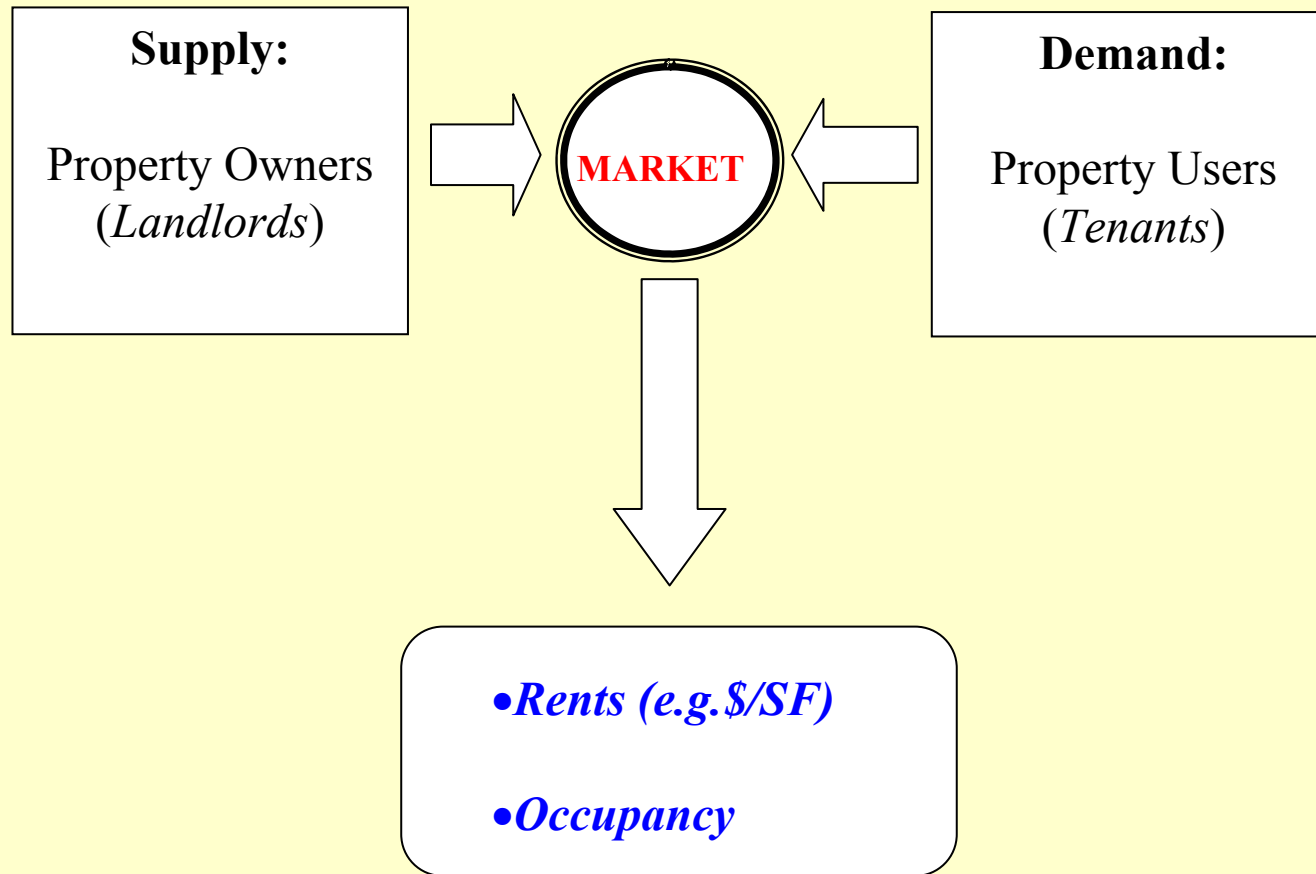 Supply:
Property Owners
(Landlords)
MARKET
Demand:
Property Users
(Tenants)
•Rents (e.g.$/SF)
•Occupancy